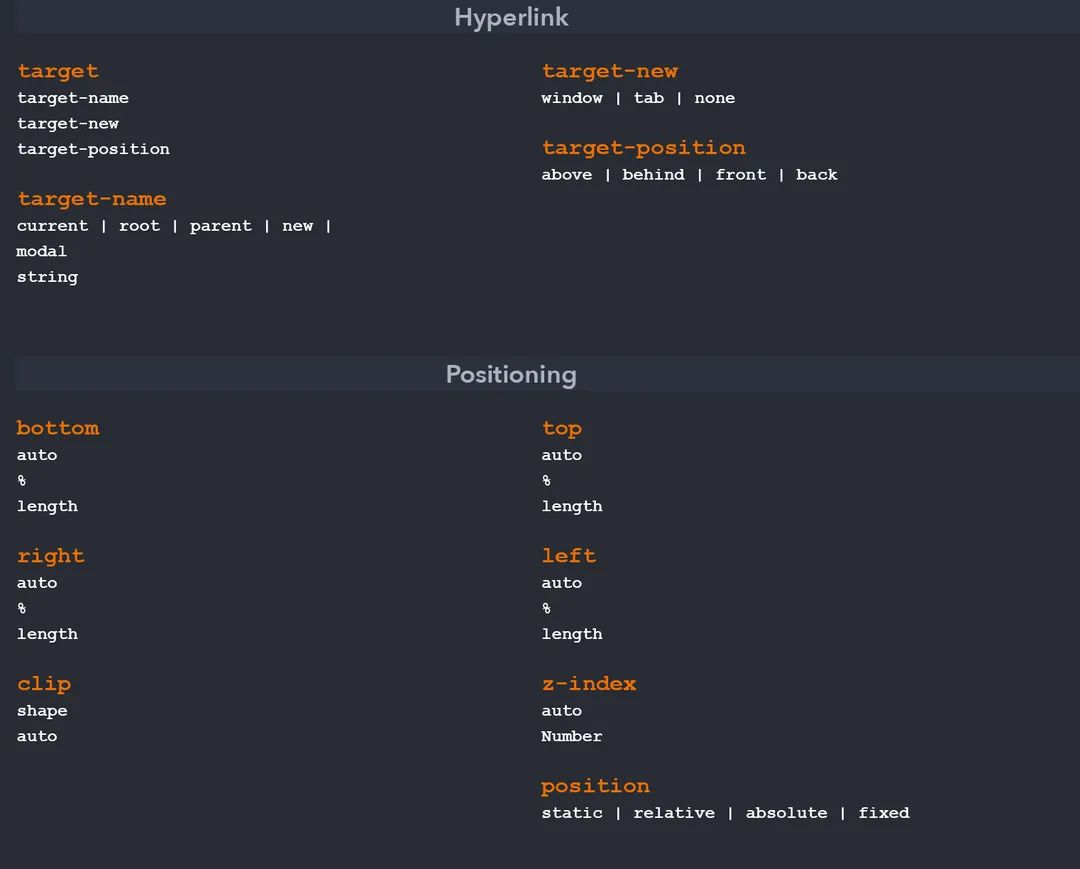 Hyperlink
target
target-name
target-new
target-position
target-name
current | root | parent | new |
modal
string
target-new
window | tab | none
target-position
above | behind | front | back
Positioning
bottom
auto
%
length
right
auto
%
length
clip
shape
auto
top
auto
%
length
left
auto
%
length
z-index
auto
Number
position
static | relative | absolute | fixed